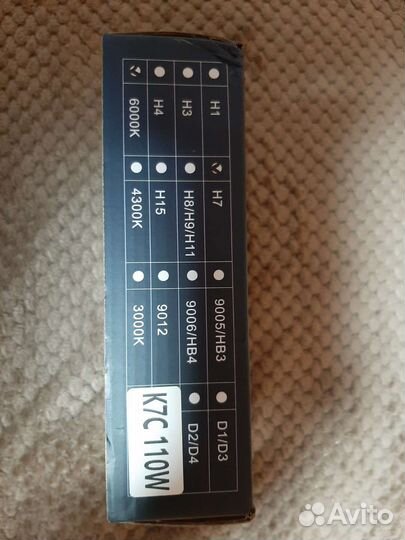 H1 H7 9005/HB3 D1/D3
H3 H8/H9/H11 9006/HB4 D2/D4
H4 H15 9012
6000K 4300K 3000K
K7C 110W
Avito